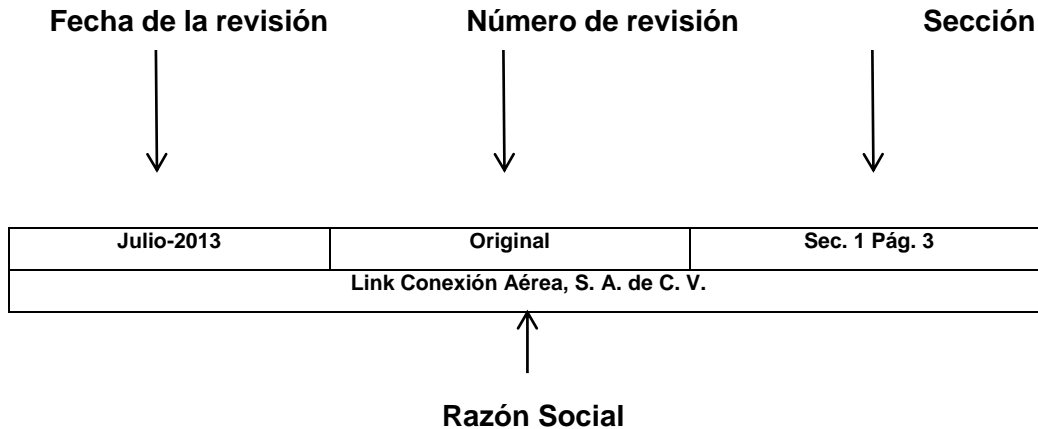 Fecha de la revisión Número de revisión Sección
Julio-2013 Original Sec. 1 Pág. 3
Link Conexión Aérea, S. A. de C. V.
Razón Social